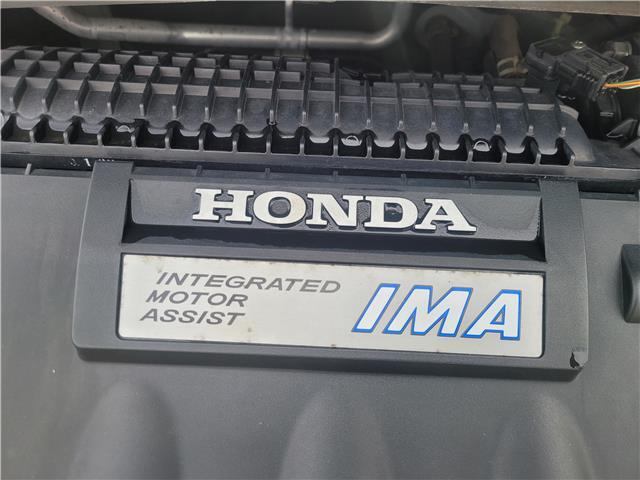 HONDA
INTEGRATED
MOTOR
ASSIST
IMA